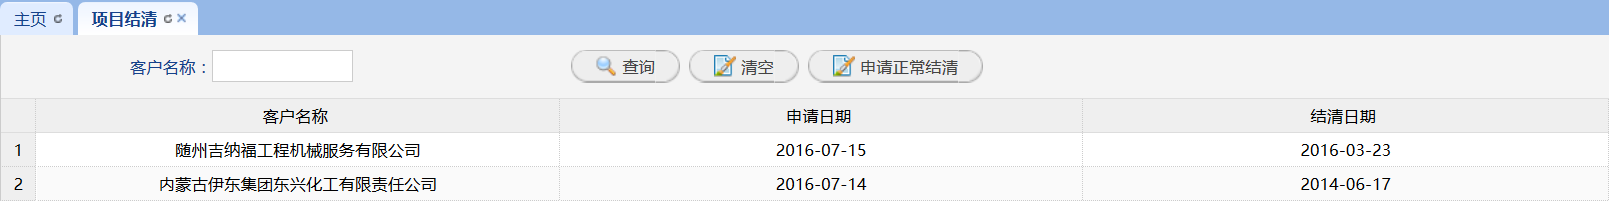 主页 项目结清
客户名称： 查询 清空 申请正常结清
客户名称 申请日期 结清日期
1 随州吉纳福工程机械服务有限公司 2016-07-15 2016-03-23
2 内蒙古伊东集团东兴化工有限责任公司 2016-07-14 2014-06-17